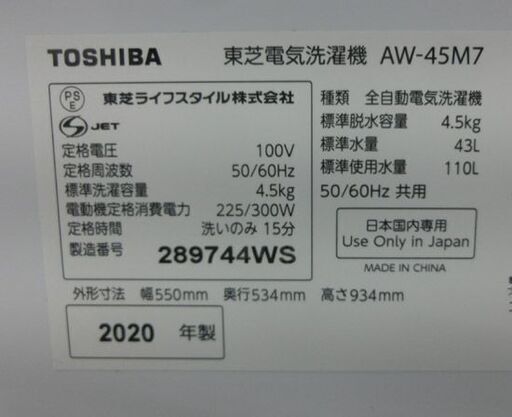 TOSHIBA 東芝電気洗濯機 AW-45M7
PS E 東芝ライフスタイル株式会社
S JET
定格電圧 100V
定格周波数 50/60Hz
標準洗濯容量 4.5kg
電動機定格消費電力 225/300W
定格時間 洗いのみ 15分
製造番号 289744WS
種類 全自動電気洗濯機
標準脱水容量 4.5kg
標準水量 43L
標準使用水量 110L
50/60Hz 共用
日本国内専用
Use Only in Japan
MADE IN CHINA
外形寸法 幅550mm 奥行534mm 高さ934mm
2020 年製